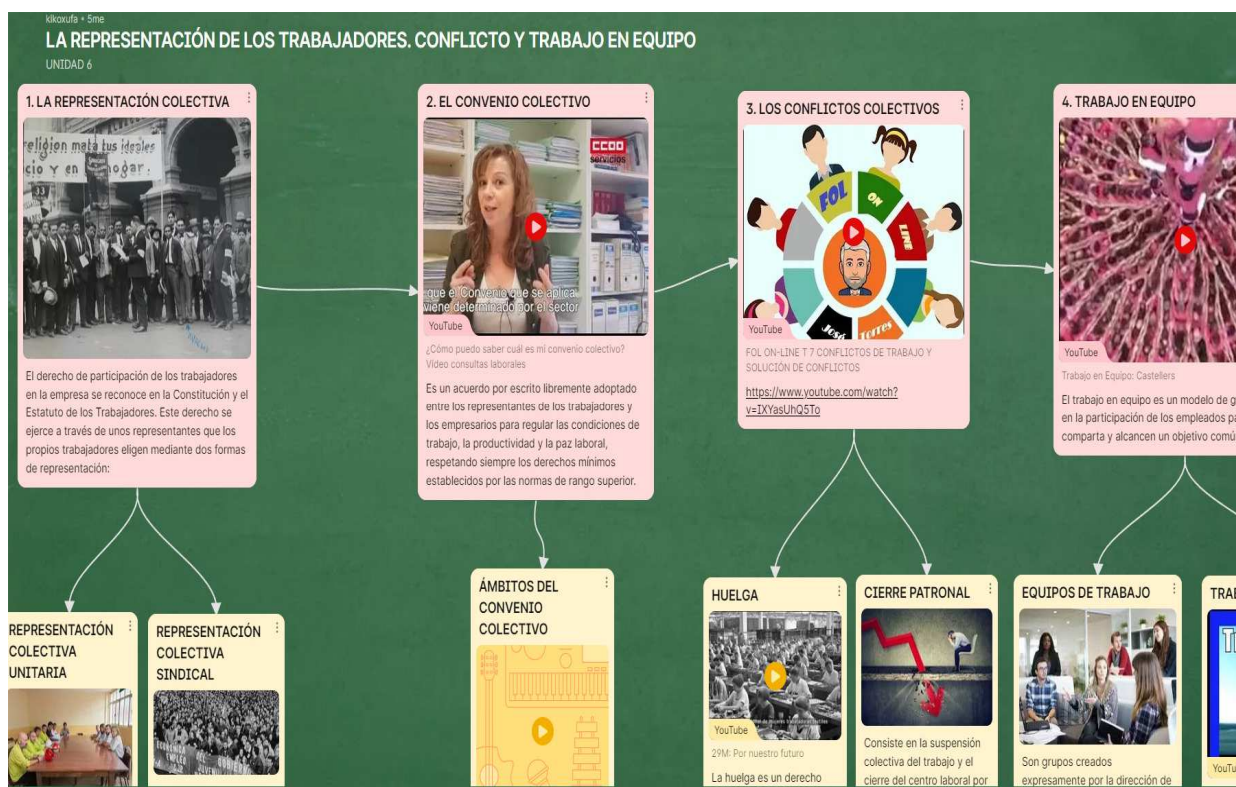 klkoxufa + 5me
LA REPRESENTACIÓN DE LOS TRABAJADORES. CONFLICTO Y TRABAJO EN EQUIPO
UNIDAD 6
1. LA REPRESENTACIÓN COLECTIVA
religion mata tus ideales
cio y en hogar.
33
El derecho de participación de los trabajadores
en la empresa se reconoce en la Constitución y el
Estatuto de los Trabajadores. Este derecho se
ejerce a través de unos representantes que los
propios trabajadores eligen mediante dos formas
de representación:
2. EL CONVENIO COLECTIVO
CCOO
servicios
que el Convenio que se aplica
viene determinado por el sector
YouTube
¿Cómo puedo saber cuál es mi convenio colectivo?
Video consultas laborales
Es un acuerdo por escrito libremente adoptado
entre los representantes de los trabajadores y
los empresarios para regular las condiciones de
trabajo, la productividad y la paz laboral,
respetando siempre los derechos mínimos
establecidos por las normas de rango superior.
3. LOS CONFLICTOS COLECTIVOS
FOL
ON
LINE
José
Torres
YouTube
FOL ON-LINE T 7 CONFLICTOS DE TRABAJO Y
SOLUCIÓN DE CONFLICTOS
https://www.youtube.com/watch?
v=IXYasUhQ5To
4. TRABAJO EN EQUIPO
YouTube
Trabajo en Equipo: Castellers
El trabajo en equipo es un modelo de g
en la participación de los empleados pa
comparta y alcancen un objetivo comú
REPRESENTACIÓN
COLECTIVA
UNITARIA
REPRESENTACIÓN
COLECTIVA
SINDICAL
ÁMBITOS DEL
CONVENIO
COLECTIVO
HUELGA
YouTube
29M: Por nuestro futuro
La huelga es un derecho
CIERRE PATRONAL
Consiste en la suspensión
colectiva del trabajo y el
cierre del centro laboral por
EQUIPOS DE TRABAJO
Son grupos creados
expresamente por la dirección de
TRAB
YouTu